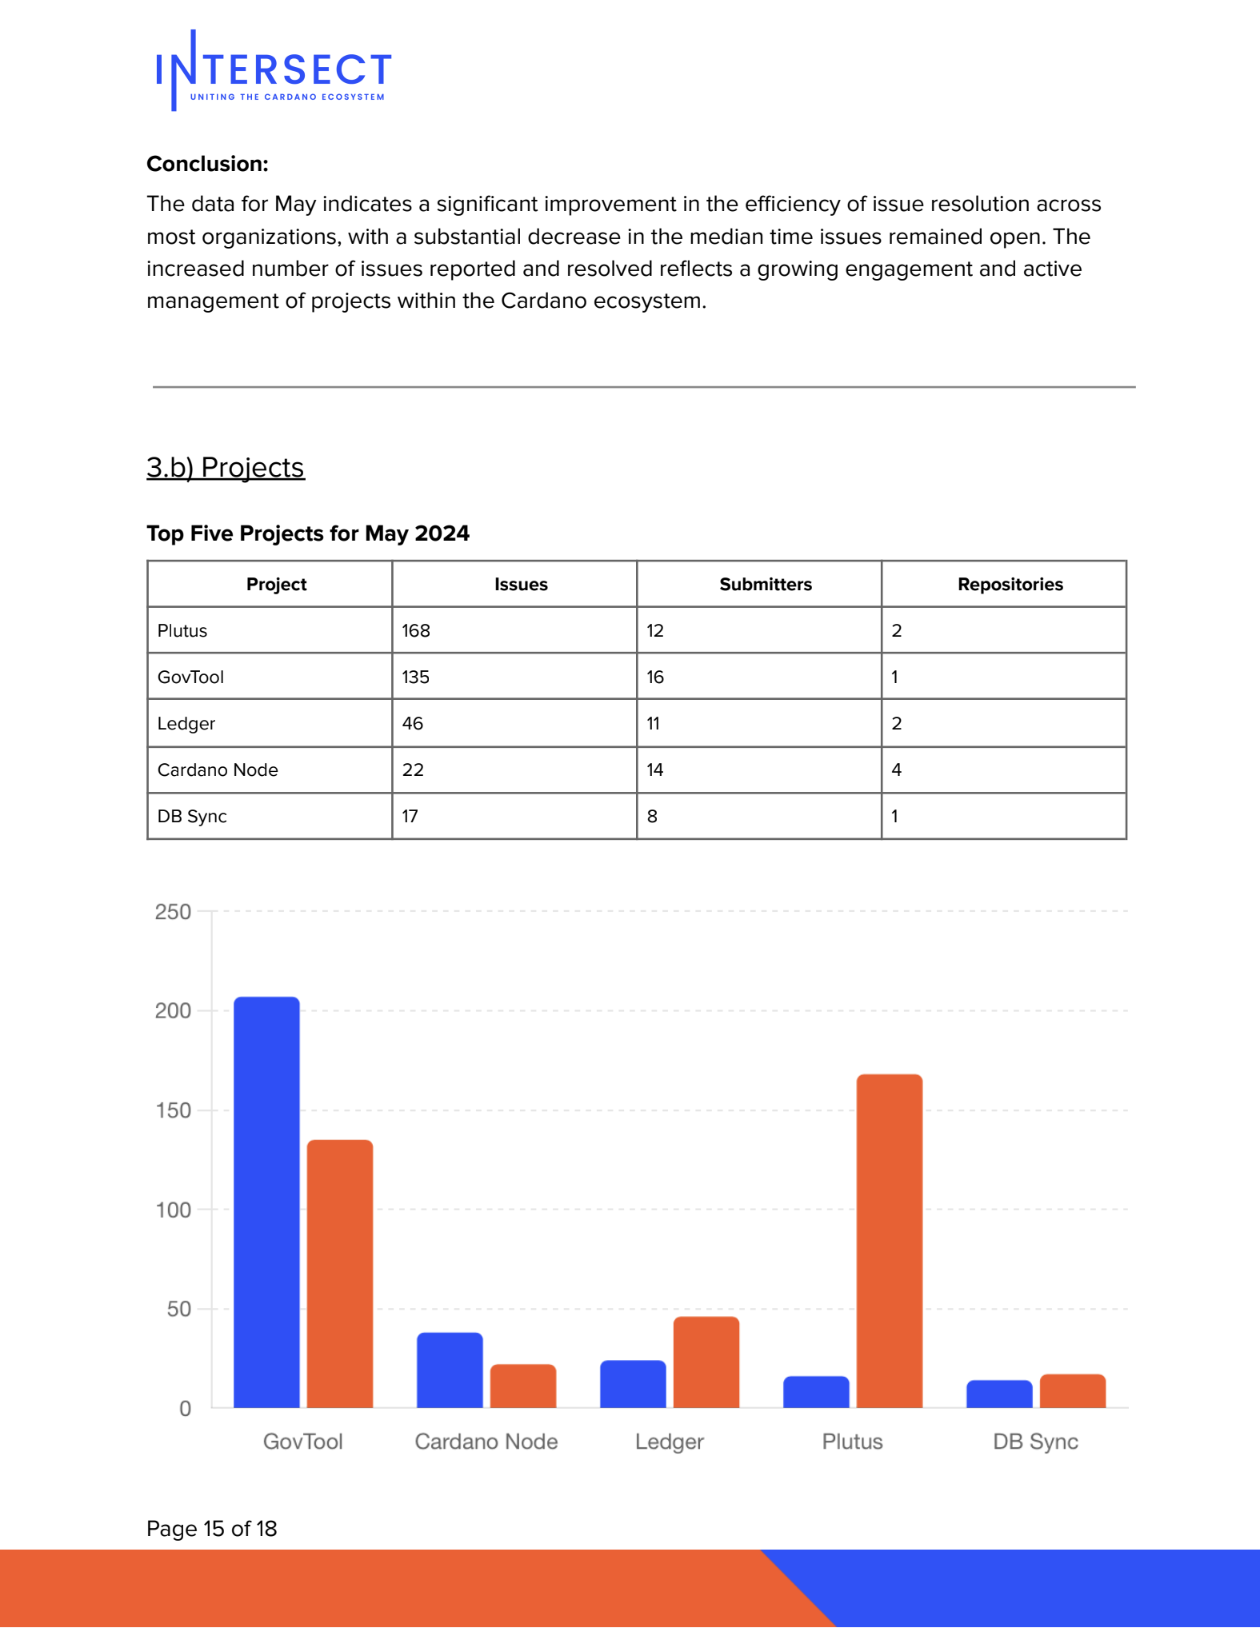 INTERSECT
UNITING THE CARDANO ECOSYSTEM
Conclusion:
The data for May indicates a significant improvement in the efficiency of issue resolution across
most organizations, with a substantial decrease in the median time issues remained open. The
increased number of issues reported and resolved reflects a growing engagement and active
management of projects within the Cardano ecosystem.
3.b) Projects
Top Five Projects for May 2024
Project Issues Submitters Repositories
Plutus 168 12 2
GovTool 135 16 1
Ledger 46 11 2
Cardano Node 22 14 4
DB Sync 17 8 1
250
200
150
100
50
0
GovTool Cardano Node Ledger Plutus DB Sync
Page 15 of 18